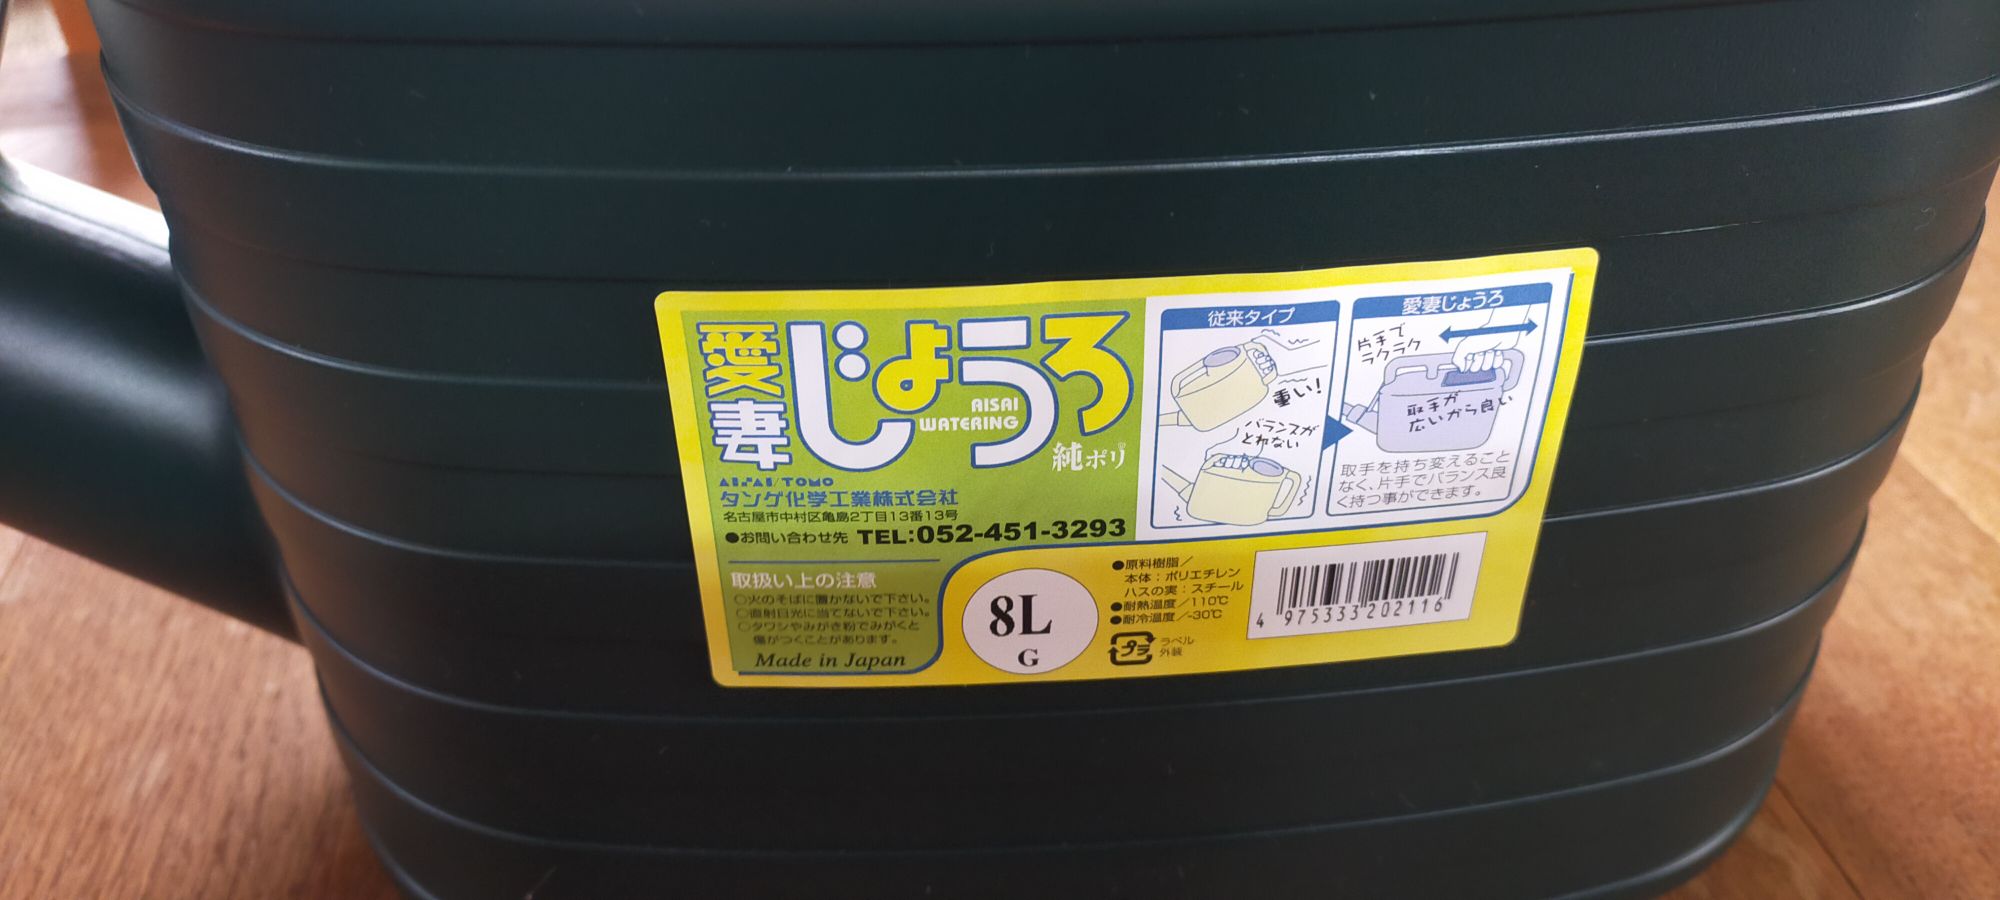 愛妻じょうろ
AISAI
WATERING
純ポリ
AISAI/TOMO
タンゲ化学工業株式会社
名古屋市中村区亀島2丁目13番13号
●お問い合わせ先 TEL:052-451-3293
取扱い上の注意
○火のそばに置かないで下さい。
○直射日光に当てないで下さい。
○タワシやみがき粉でみがくと
傷がつくことがあります。
Made in Japan
従来タイプ
重い!
バランスが
とれない
愛妻じょうろ
片手で
ラクラク
取手が
広いから良い
取手を持ち変えること
なく、片手でバランス良
く持つ事ができます。
8L
G
●原料樹脂/
本体:ポリエチレン
ハスの実:スチール
●耐熱温度/110℃
●耐冷温度/-30℃
プラ
ラベル
外装
4 975333 202116